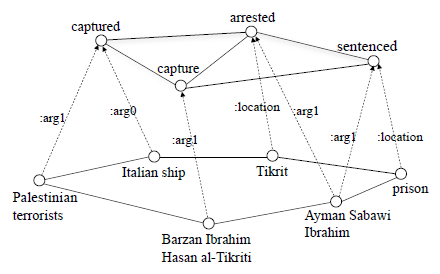 arrested
captured
sentenced
capture
:arg1
:arg0
:location
:arg1
:arg1
:arg1
:location
Italian ship
Tikrit
prison
Palestinian
terrorists
Ayman Sabawi
Ibrahim
Barzan Ibrahim
Hasan al-Tikriti